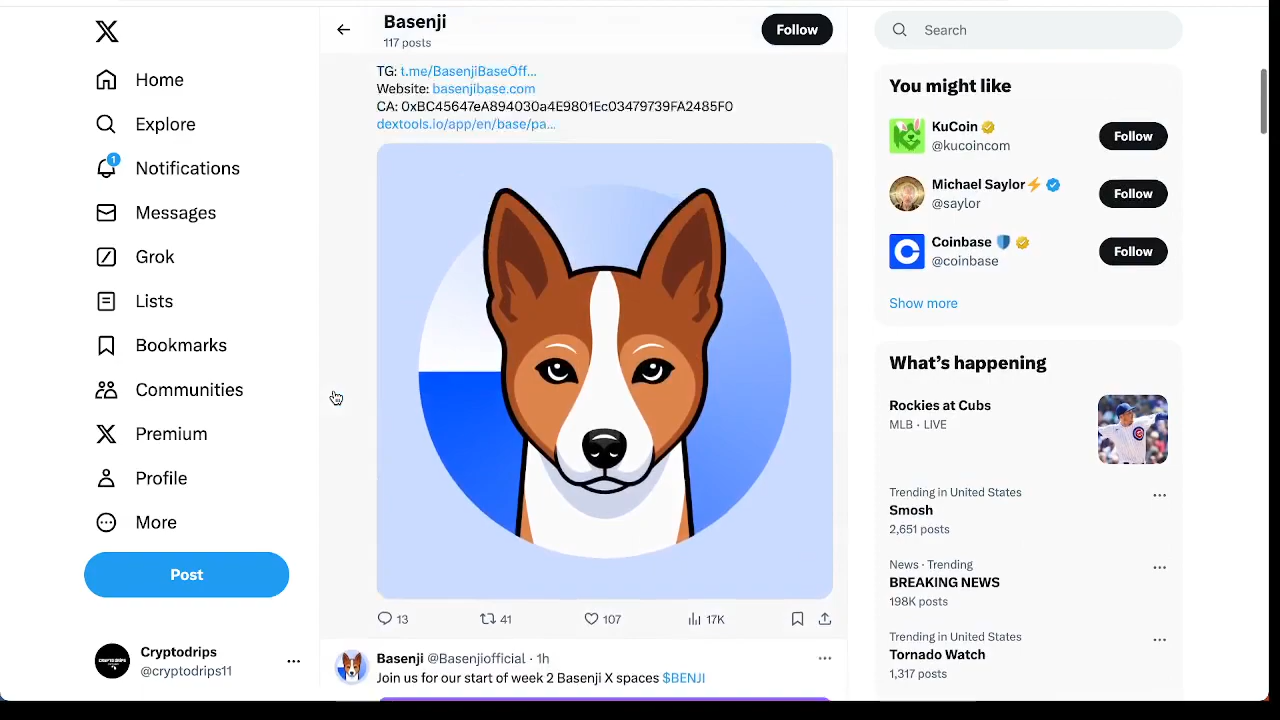 Home
Explore
1
Notifications
Messages
Grok
Lists
Bookmarks
Communities
Premium
Profile
More
Post
Cryptodrips
@cryptodrips11
Basenji
117 posts
Follow
TG: t.me/BasenjiBaseOff...
Website: basenjibase.com
CA: 0xBC45647eA894030a4E9801Ec03479739FA2485F0
dextools.io/app/en/base/pa...
13
41
107
17K
Basenji @Basenjiofficial · 1h
Join us for our start of week 2 Basenji X spaces $BENJI
Search
You might like
KuCoin
@kucoincom
Follow
Michael Saylor⚡
@saylor
Follow
Coinbase 🛡️
@coinbase
Follow
Show more
What's happening
Rockies at Cubs
MLB · LIVE
Trending in United States
Smosh
2,651 posts
News · Trending
BREAKING NEWS
198K posts
Trending in United States
Tornado Watch
1,317 posts